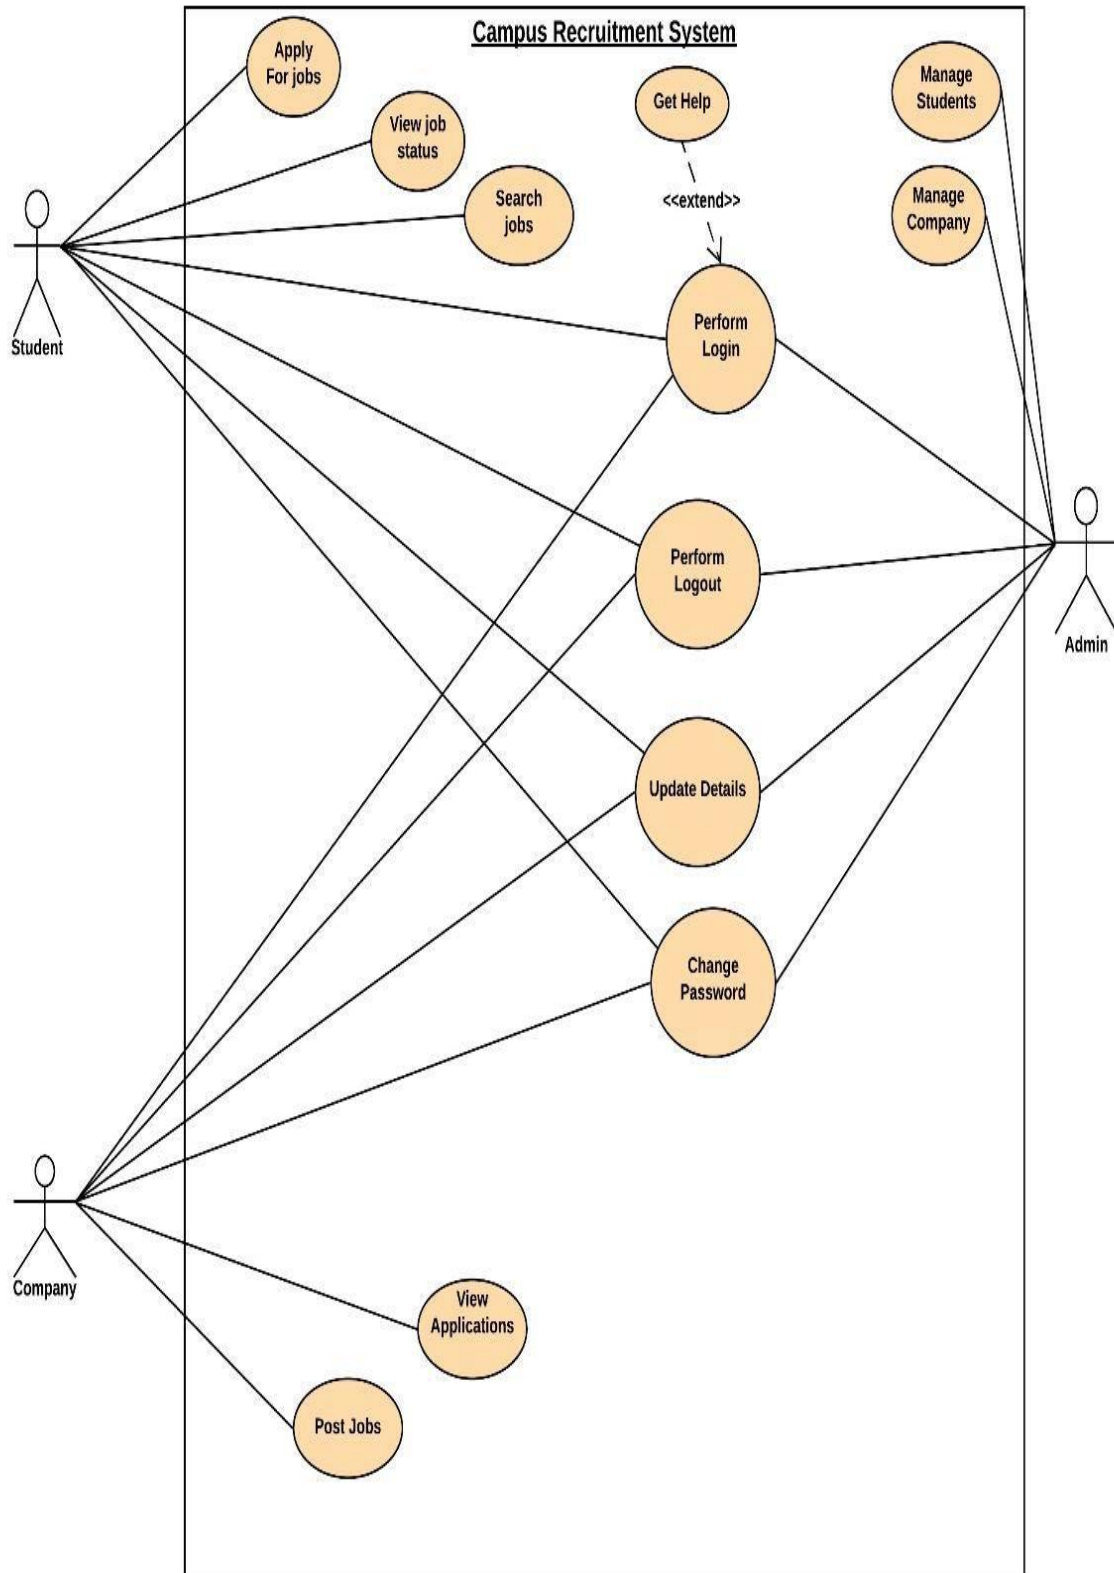 Campus Recruitment System
Apply
For jobs
View job
status
Search
jobs
Get Help
<<extend>>
Manage
Students
Manage
Company
Student
Perform
Login
Perform
Logout
Admin
Update Details
Change
Password
Company
View
Applications
Post Jobs